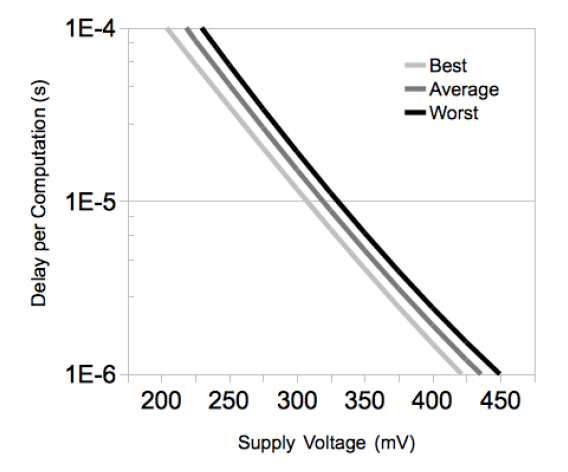 1E-4
1E-5
1E-6
Delay per Computation (s)
Best
Average
Worst
200 250 300 350 400 450
Supply Voltage (mV)